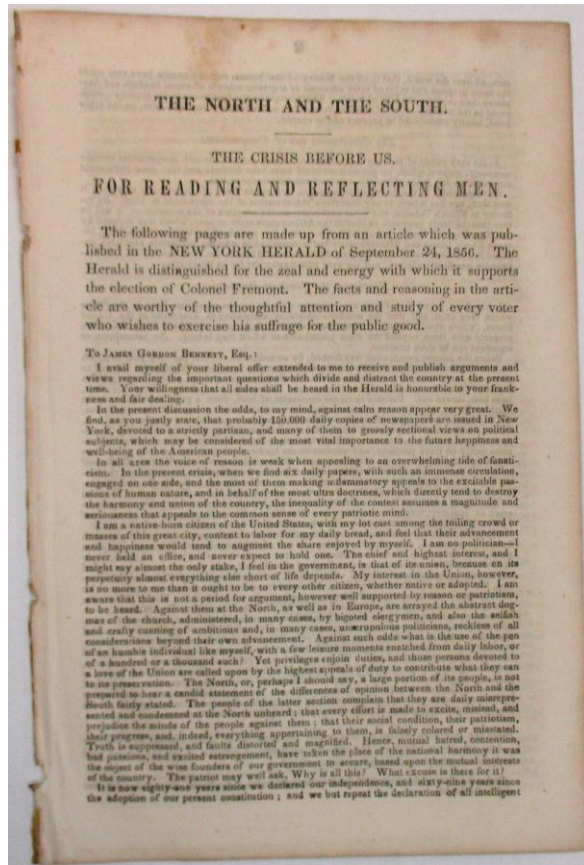 THE NORTH AND THE SOUTH.
THE CRISIS BEFORE US.
FOR READING AND REFLECTING MEN.
The following pages are made up from an article which was pub-
lished in the NEW YORK HERALD of September 24, 1856. The
Herald is distinguished for the zeal and energy with which it supports
the election of Colonel Fremont. The facts and reasoning in the arti-
cle are worthy of the thoughtful attention and study of every voter
who wishes to exercise his suffrage for the public good.
To James Gordon Bennett, Esq.:
I avail myself of your liberal offer extended to me to receive and publish arguments and
views regarding the important questions which divide and distract the country at the present
time. Your willingness that all sides shall be heard in the Herald is honorable to your frank-
ness and fair dealing.
In the present discussion the odds, to my mind, against calm reason appear very great. We
find, as you justly state, that probably 150,000 daily copies of newspapers are issued in New
York, devoted to a strictly partisan, and many of them to grossly sectional views on political
subjects, which may be considered of the most vital importance to the future happiness and
well-being of the American people.
In all ages the voice of reason is weak when appealing to an overwhelming tide of fanati-
cism. In the present crisis, when we find six daily papers, with such an immense circulation,
engaged on one side, and the most of them making inflammatory appeals to the excitable pas-
sions of human nature, and in behalf of the most ultra doctrines, which directly tend to destroy
the harmony and union of the country, the inequality of the contest assumes a magnitude and
seriousness that appeals to the common sense of every patriotic mind.
I am a native-born citizen of the United States, with my lot cast among the toiling crowd or
masses of this great city, content to labor for my daily bread, and feel that their advancement
and happiness would tend to augment the share enjoyed by myself. I am no politician—I
never held an office, and never expect to hold one. The chief and highest interest, and I
might say almost the only stake, I feel in the government, is that of its union, because on its
perpetuity almost everything else short of life depends. My interest in the Union, however,
is no more to me than it ought to be to every other citizen, whether native or adopted. I am
aware that this is not a period for argument, however well supported by reason or patriotism,
to be heard. Against them at the North, as well as in Europe, are arrayed the abstract dog-
mas of the church, administered, in many cases, by bigoted clergymen, and also the selfish
and crafty cunning of ambitious and, in many cases, unscrupulous politicians, reckless of all
considerations beyond their own advancement. Against such odds what is the use of the pen
of an humble individual like myself, with a few leisure moments snatched from daily labor, or
of a hundred or a thousand such? Yet privileges enjoin duties, and those persons devoted to
a love of the Union are called upon by the highest appeals of duty to contribute what they can
to its preservation. The North, or, perhaps I should say, a large portion of its people, is not
prepared to hear a candid statement of the differences of opinion between the North and the
South fairly stated. The people of the latter section complain that they are daily misrepre-
sented and condemned at the North unheard; that every effort is made to excite, mislead, and
prejudice the minds of the people against them; that their social condition, their patriotism,
their progress, and, indeed, everything appertaining to them, is falsely colored or misstated.
Truth is suppressed, and faults distorted and magnified. Hence, mutual hatred, contention,
bad passions, and excited estrangement, have taken the place of the national harmony it was
the object of the wise founders of our government to secure, based upon the mutual interests
of the country. The patriot may well ask, Why is all this? What excuse is there for it?
It is now eighty-one years since we declared our independence, and sixty-nine years since
the adoption of our present constitution; and we but repeat the declaration of all intelligent